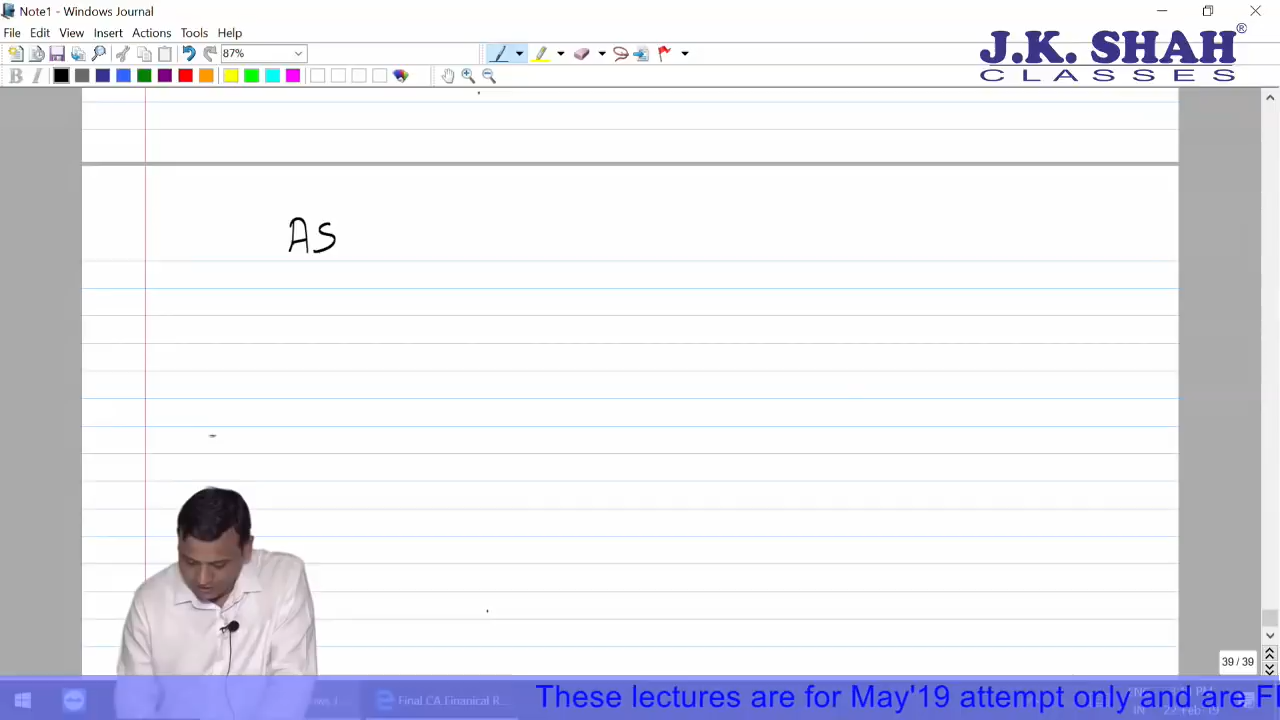 Note1 - Windows Journal
File Edit View Insert Actions Tools Help
87%
B I
J.K. SHAH®
CLASSES
AS
39 / 39
Final CA Finanical R...
These lectures are for May'19 attempt only and are F